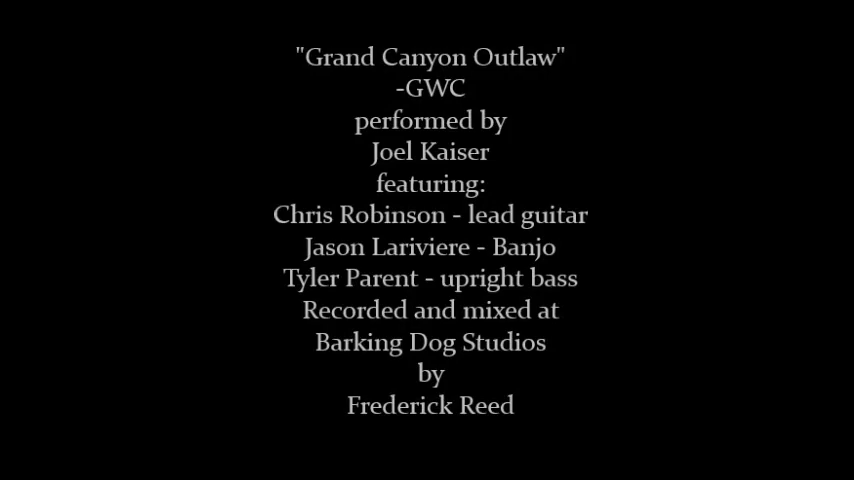 "Grand Canyon Outlaw"
-GWC
performed by
Joel Kaiser
featuring:
Chris Robinson - lead guitar
Jason Lariviere - Banjo
Tyler Parent - upright bass
Recorded and mixed at
Barking Dog Studios
by
Frederick Reed